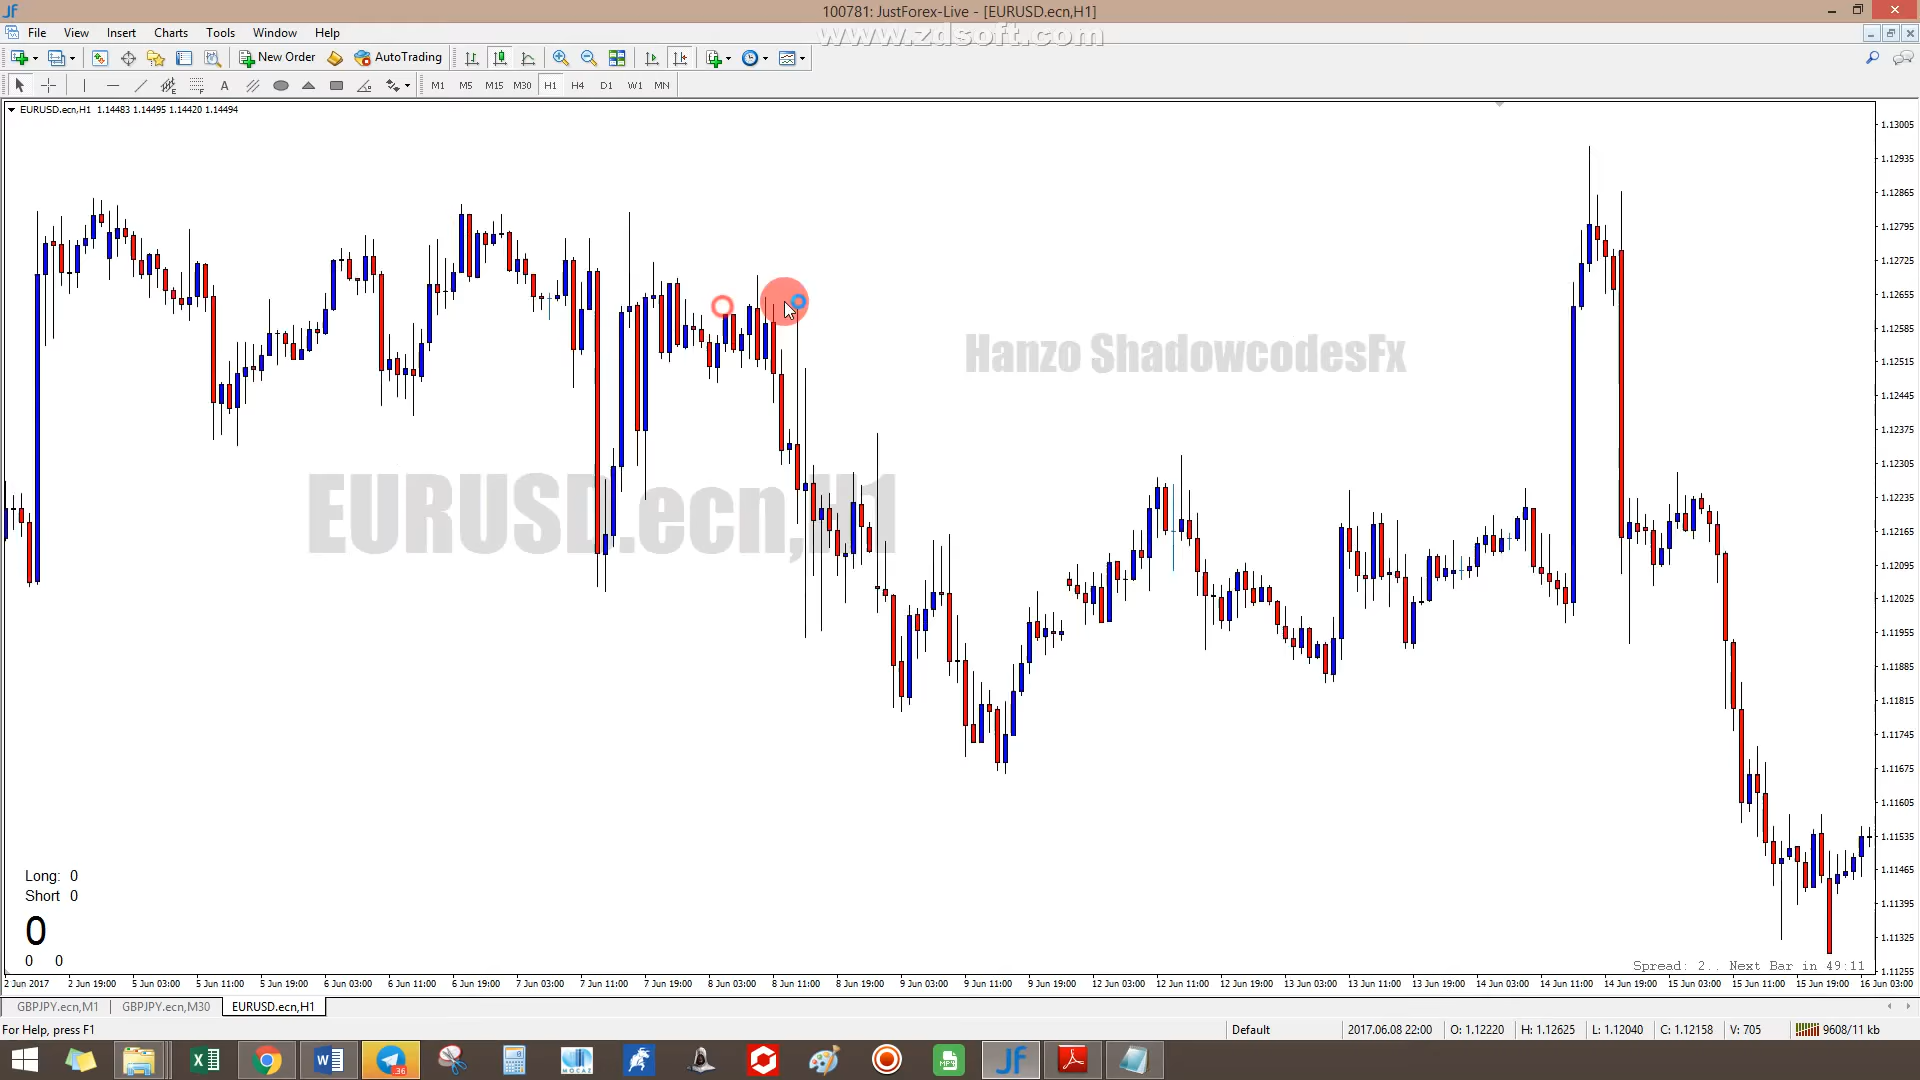 100781: JustForex-Live - [EURUSD.ecn,H1]
File View Insert Charts Tools Window Help
www.zdsoft.com
New Order AutoTrading
M1 M5 M15 M30 H1 H4 D1 W1 MN
EURUSD.ecn,H1 1.14483 1.14495 1.14420 1.14494
1.13005
1.12935
1.12865
1.12795
1.12725
1.12655
1.12585
1.12515
1.12445
1.12375
1.12305
1.12235
1.12165
1.12095
1.12025
1.11955
1.11885
1.11815
1.11745
1.11675
1.11605
1.11535
1.11465
1.11395
1.11325
1.11255
Hanzo ShadowcodesFx
EURUSD.ecn,H1
Long: 0
Short 0
0
0 0
Spread: 2.. Next Bar in 49:11
2 Jun 2017 2 Jun 19:00 5 Jun 03:00 5 Jun 11:00 5 Jun 19:00 6 Jun 03:00 6 Jun 11:00 6 Jun 19:00 7 Jun 03:00 7 Jun 11:00 7 Jun 19:00 8 Jun 03:00 8 Jun 11:00 8 Jun 19:00 9 Jun 03:00 9 Jun 11:00 9 Jun 19:00 12 Jun 03:00 12 Jun 11:00 12 Jun 19:00 13 Jun 03:00 13 Jun 11:00 13 Jun 19:00 14 Jun 03:00 14 Jun 11:00 14 Jun 19:00 15 Jun 03:00 15 Jun 11:00 15 Jun 19:00 16 Jun 03:00
GBPJPY.ecn,M1 GBPJPY.ecn,M30 EURUSD.ecn,H1
For Help, press F1 Default 2017.06.08 22:00 O: 1.12220 H: 1.12625 L: 1.12040 C: 1.12158 V: 705 9608/11 kb